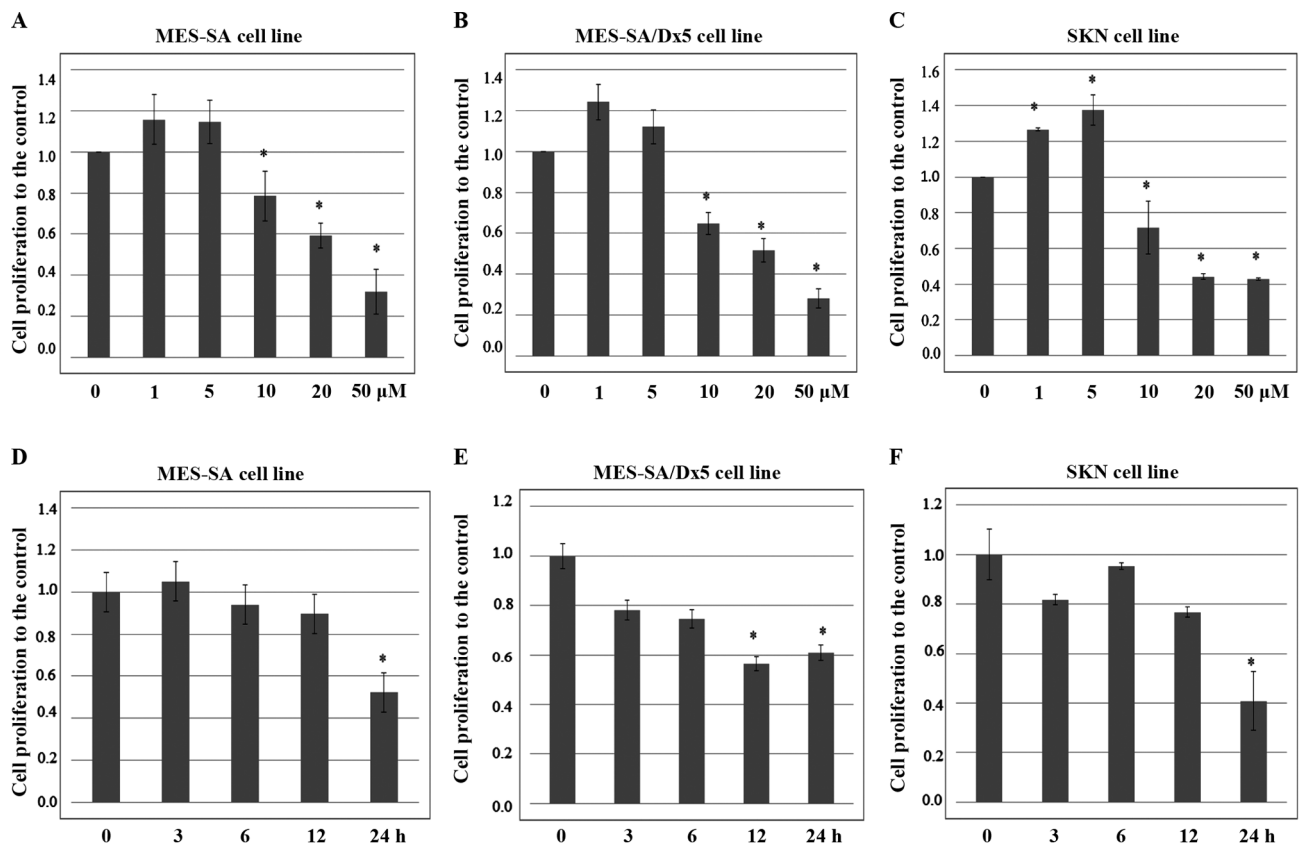 A
MES-SA cell line
Cell proliferation to the control
1.4
1.2
1.0
0.8
0.6
0.4
0.2
0.0
* * *
0 1 5 10 20 50 μM
B
MES-SA/Dx5 cell line
Cell proliferation to the control
1.4
1.2
1.0
0.8
0.6
0.4
0.2
0.0
* * *
0 1 5 10 20 50 μM
C
SKN cell line
Cell proliferation to the control
1.6
1.4
1.2
1.0
0.8
0.6
0.4
0.2
0.0
* * * * *
0 1 5 10 20 50 μM
D
MES-SA cell line
Cell proliferation to the control
1.4
1.2
1.0
0.8
0.6
0.4
0.2
0.0
*
0 3 6 12 24 h
E
MES-SA/Dx5 cell line
Cell proliferation to the control
1.2
1.0
0.8
0.6
0.4
0.2
0.0
* *
0 3 6 12 24 h
F
SKN cell line
Cell proliferation to the control
1.2
1.0
0.8
0.6
0.4
0.2
0.0
*
0 3 6 12 24 h